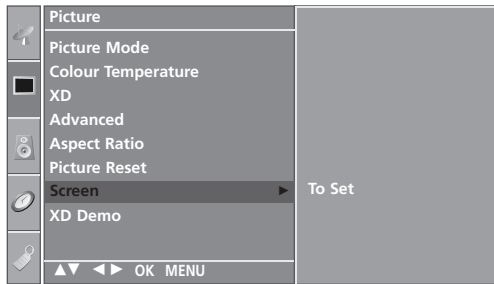 Picture
Picture Mode
Colour Temperature
XD
Advanced
Aspect Ratio
Picture Reset
Screen ► To Set
XD Demo
▲▼ ◄► OK MENU